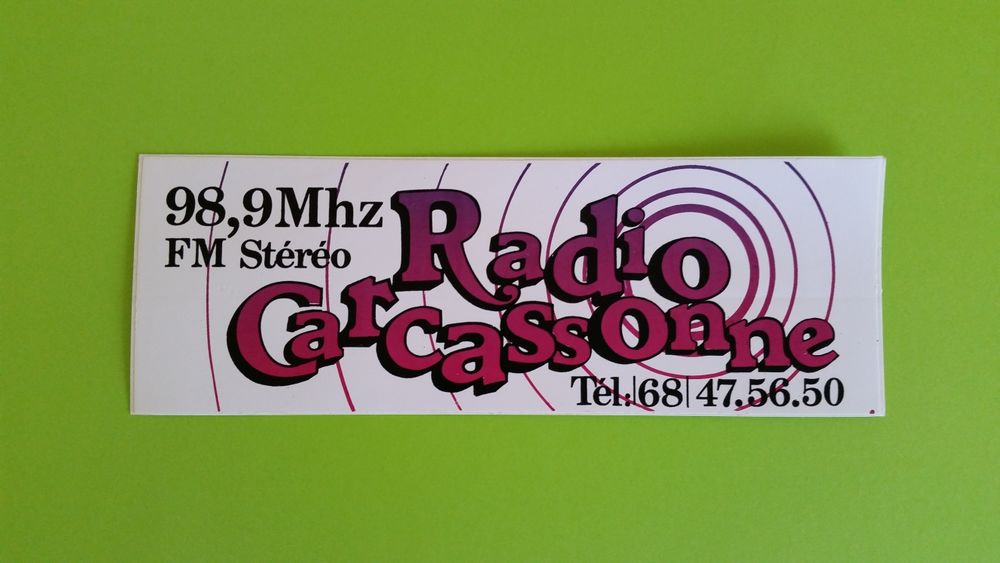 98,9Mhz
FM Stéréo
Radio
Carcassonne
Tél:|68|47.56.50